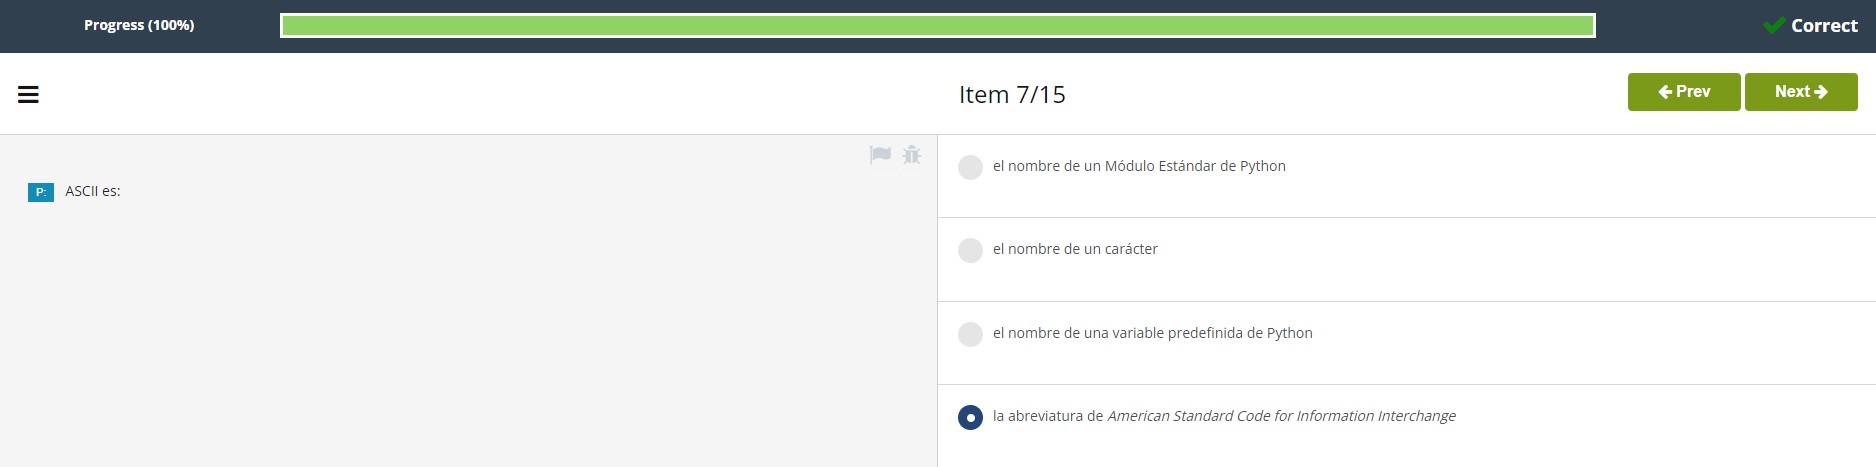 Progress (100%)
Correct
Item 7/15
Prev
Next
P: ASCII es:
el nombre de un Módulo Estándar de Python
el nombre de un carácter
el nombre de una variable predefinida de Python
la abreviatura de American Standard Code for Information Interchange